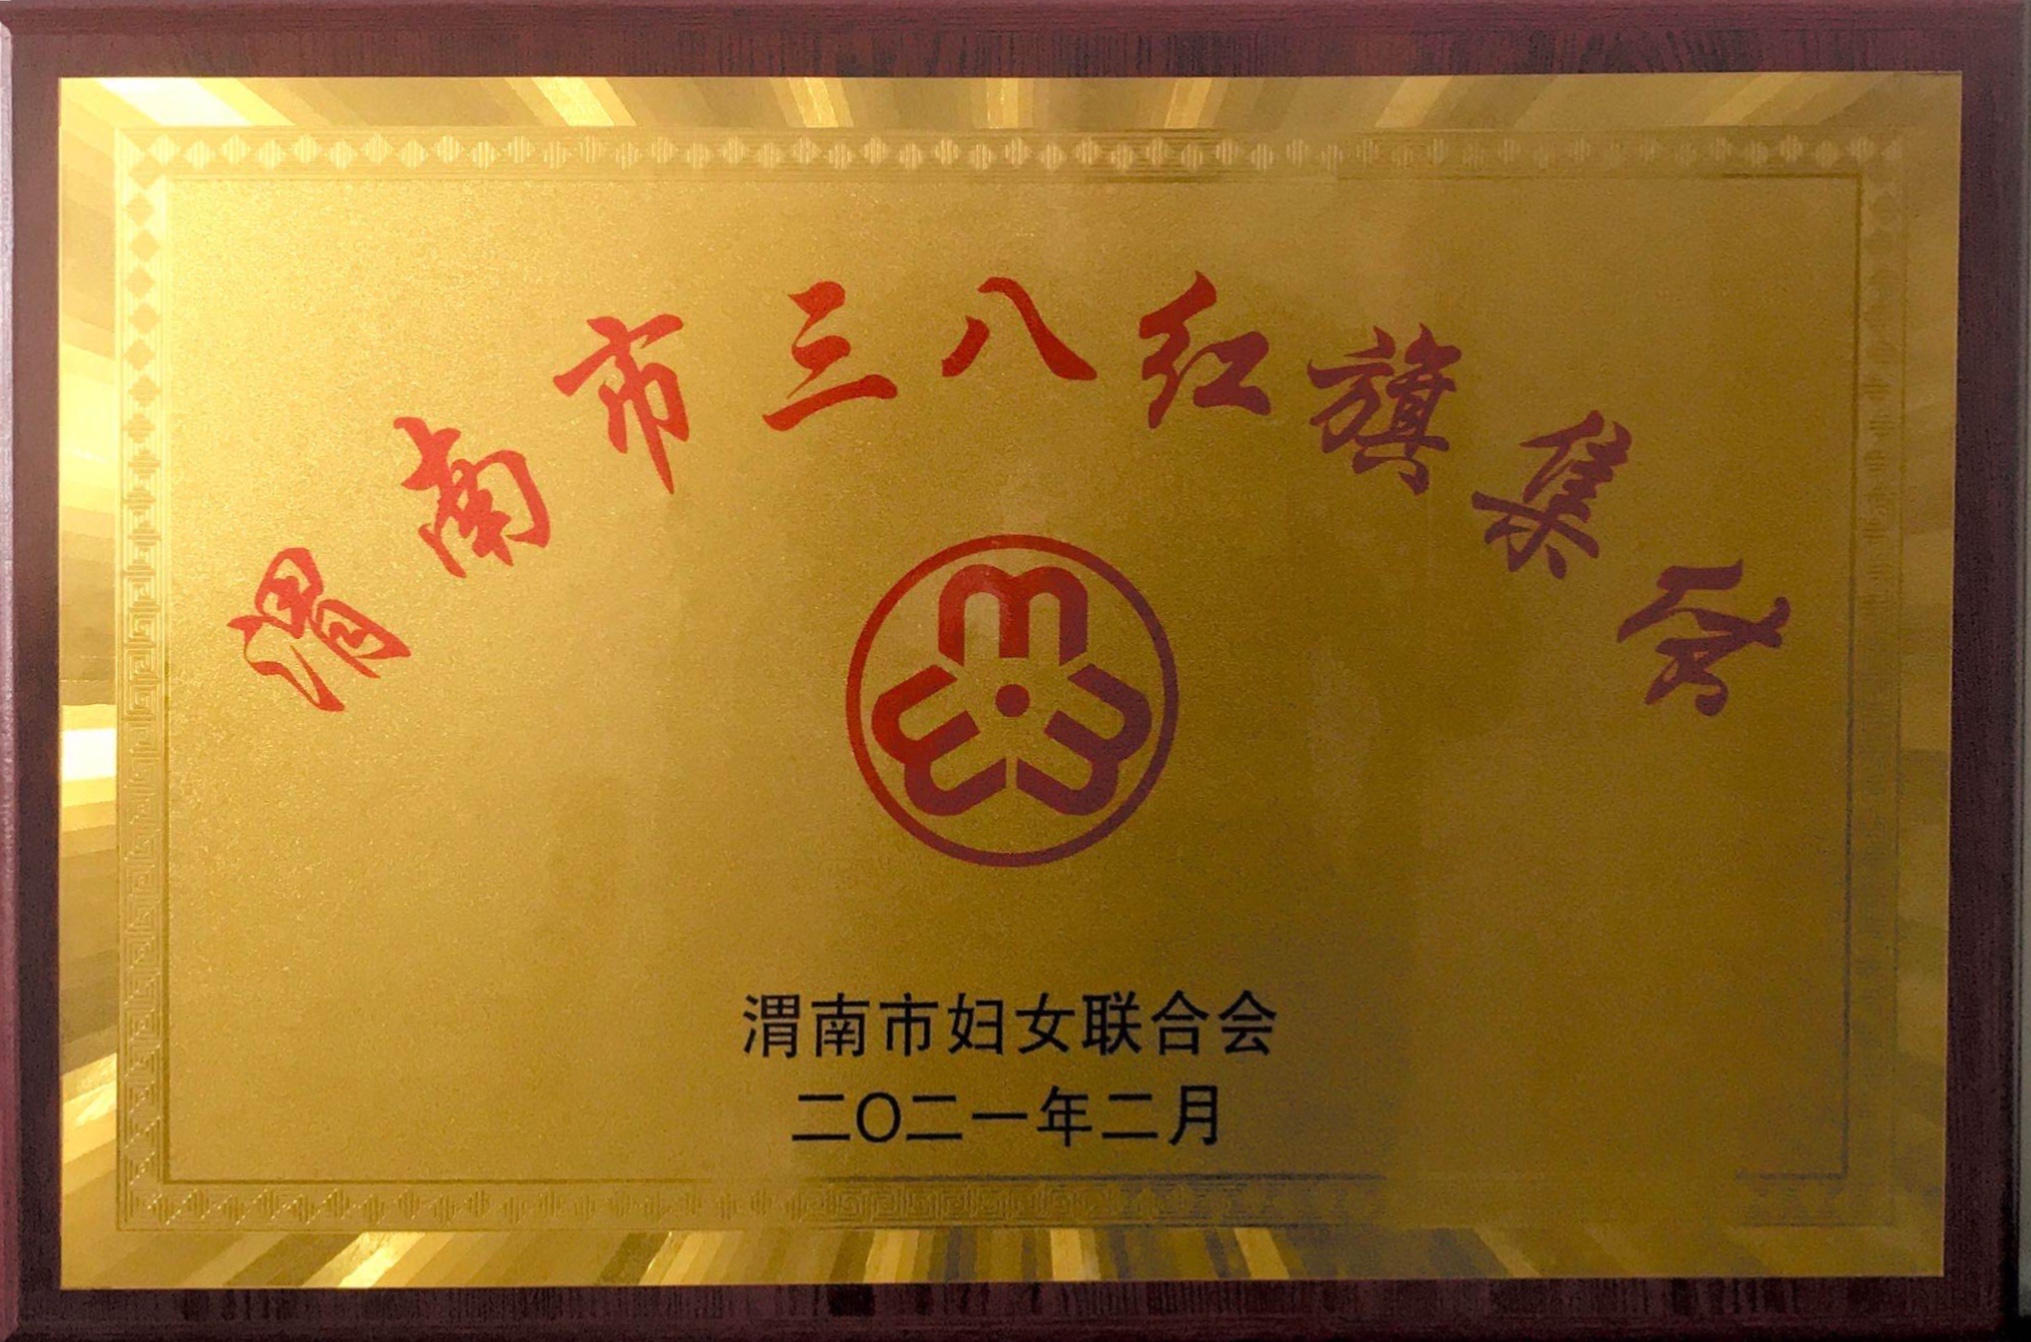 渭南市三八红旗集体
渭南市妇女联合会
二〇二一年二月